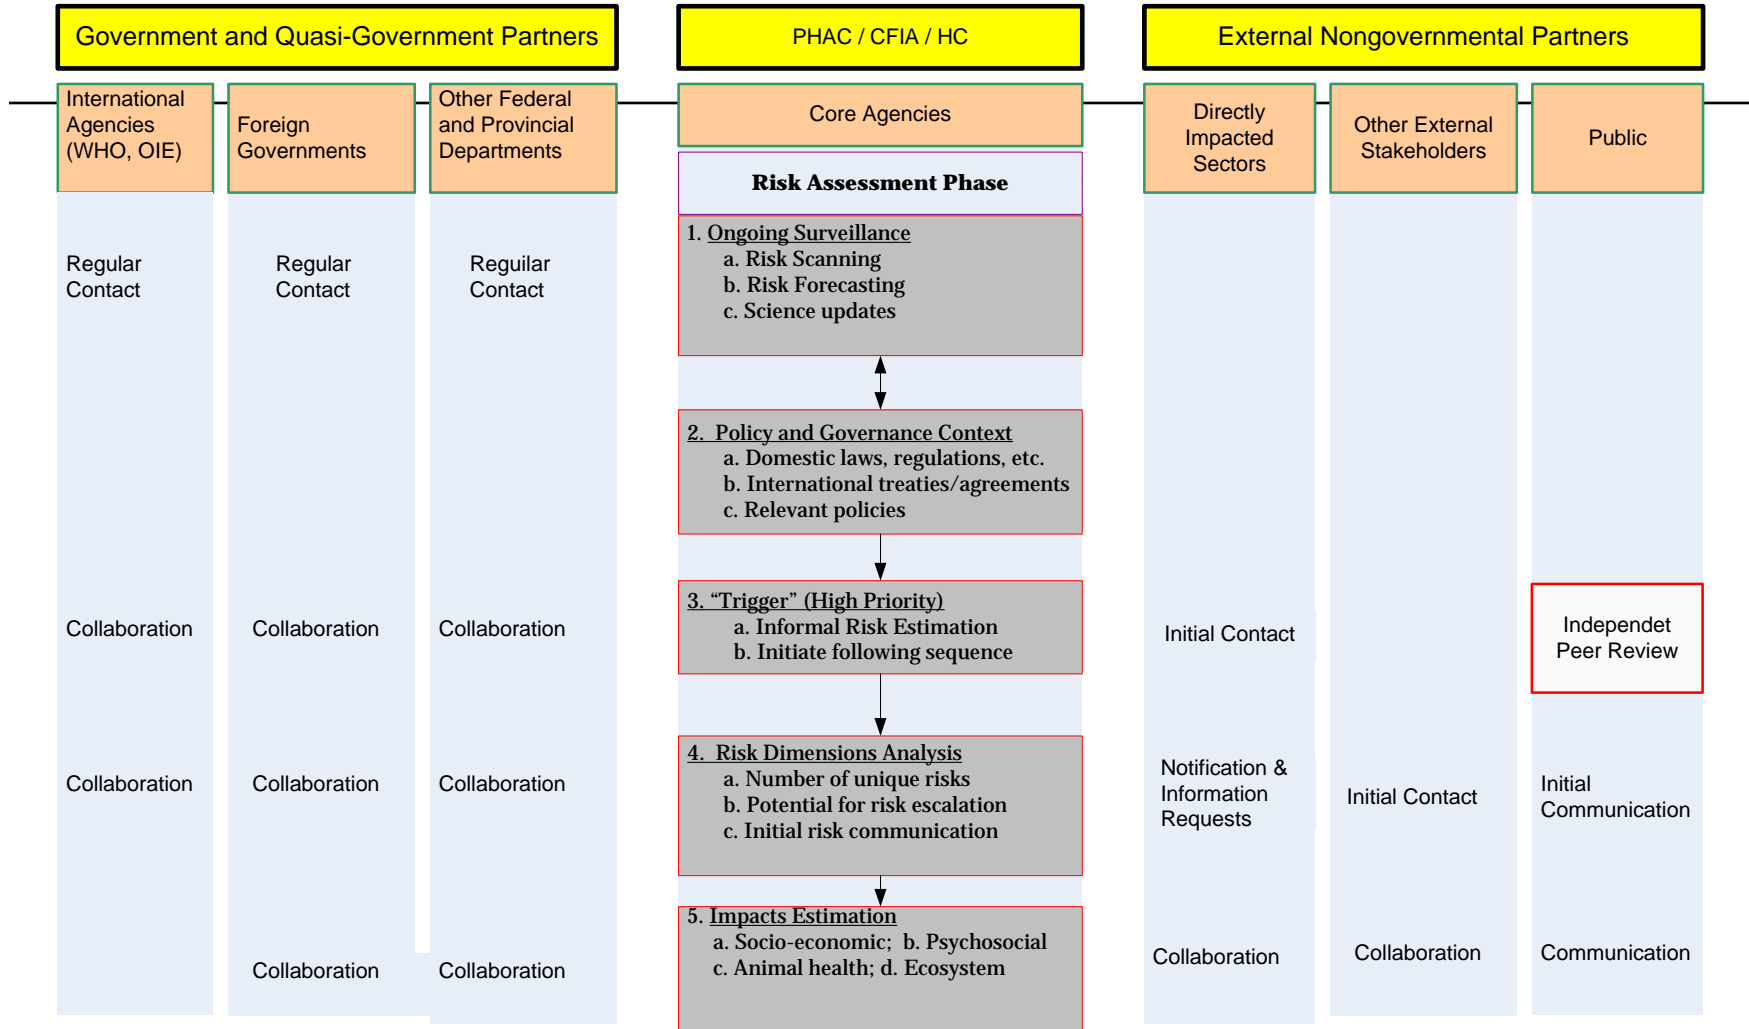 Government and Quasi-Government Partners
PHAC / CFIA / HC
External Nongovernmental Partners
International
Agencies
(WHO, OIE)
Foreign
Governments
Other Federal
and Provincial
Departments
Core Agencies
Directly
Impacted
Sectors
Other External
Stakeholders
Public
Risk Assessment Phase
Regular
Contact
Regular
Contact
Reguilar
Contact
1. Ongoing Surveillance
a. Risk Scanning
b. Risk Forecasting
c. Science updates
2. Policy and Governance Context
a. Domestic laws, regulations, etc.
b. International treaties/agreements
c. Relevant policies
Collaboration
Collaboration
Collaboration
3. “Trigger” (High Priority)
a. Informal Risk Estimation
b. Initiate following sequence
Initial Contact
Independet
Peer Review
Collaboration
Collaboration
Collaboration
4. Risk Dimensions Analysis
a. Number of unique risks
b. Potential for risk escalation
c. Initial risk communication
Notification &
Information
Requests
Initial Contact
Initial
Communication
Collaboration
Collaboration
5. Impacts Estimation
a. Socio-economic; b. Psychosocial
c. Animal health; d. Ecosystem
Collaboration
Collaboration
Communication